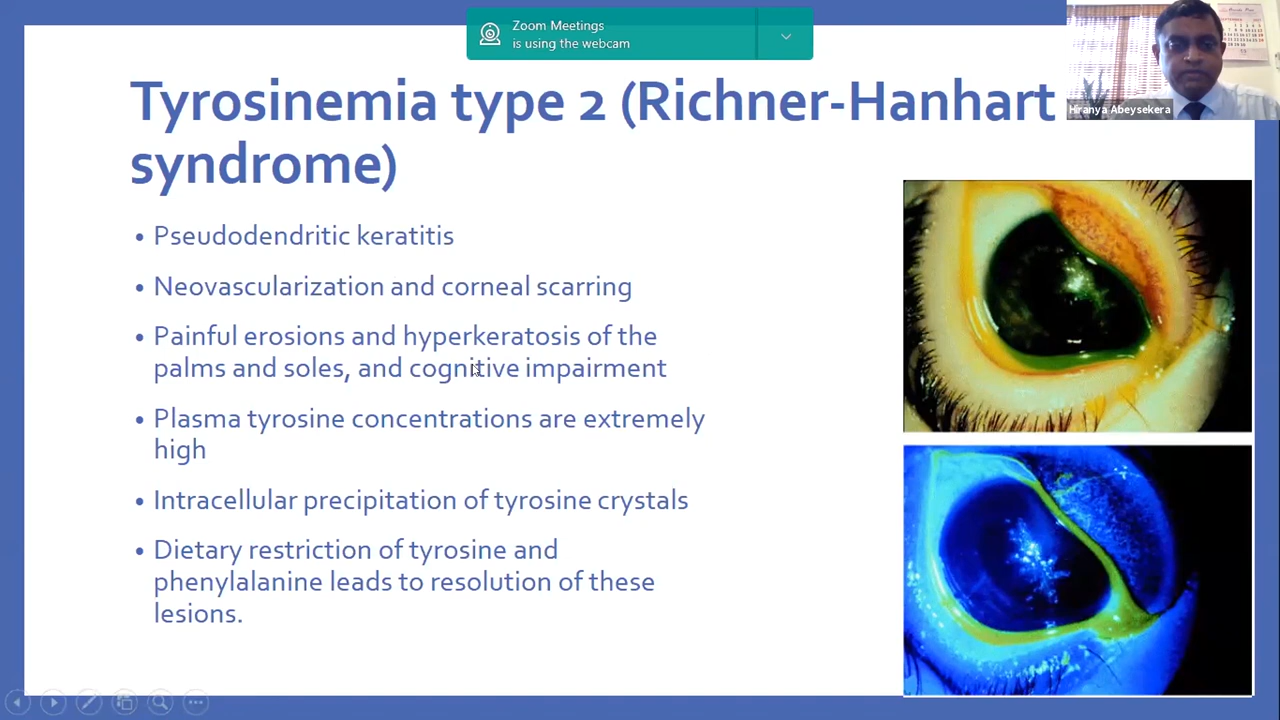 Zoom Meetings
is using the webcam
Hiranya Abeysekera
Tyrosinemia type 2 (Richner-Hanhart
syndrome)
• Pseudodendritic keratitis
• Neovascularization and corneal scarring
• Painful erosions and hyperkeratosis of the
palms and soles, and cognitive impairment
• Plasma tyrosine concentrations are extremely
high
• Intracellular precipitation of tyrosine crystals
• Dietary restriction of tyrosine and
phenylalanine leads to resolution of these
lesions.